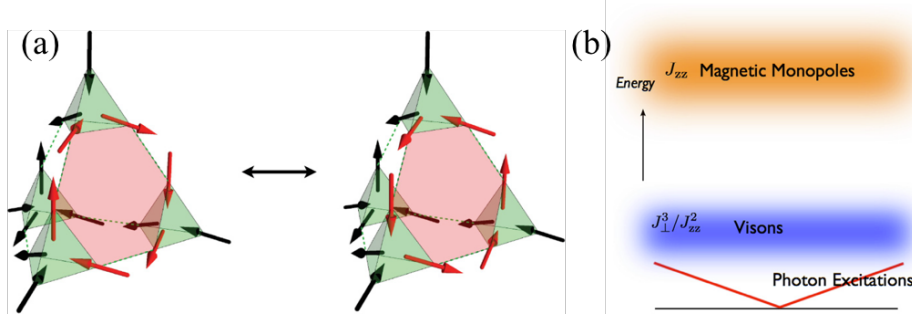 (a)
(b)
J_zz Magnetic Monopoles
Energy
J_⊥^3/J_zz^2 Visons
Photon Excitations